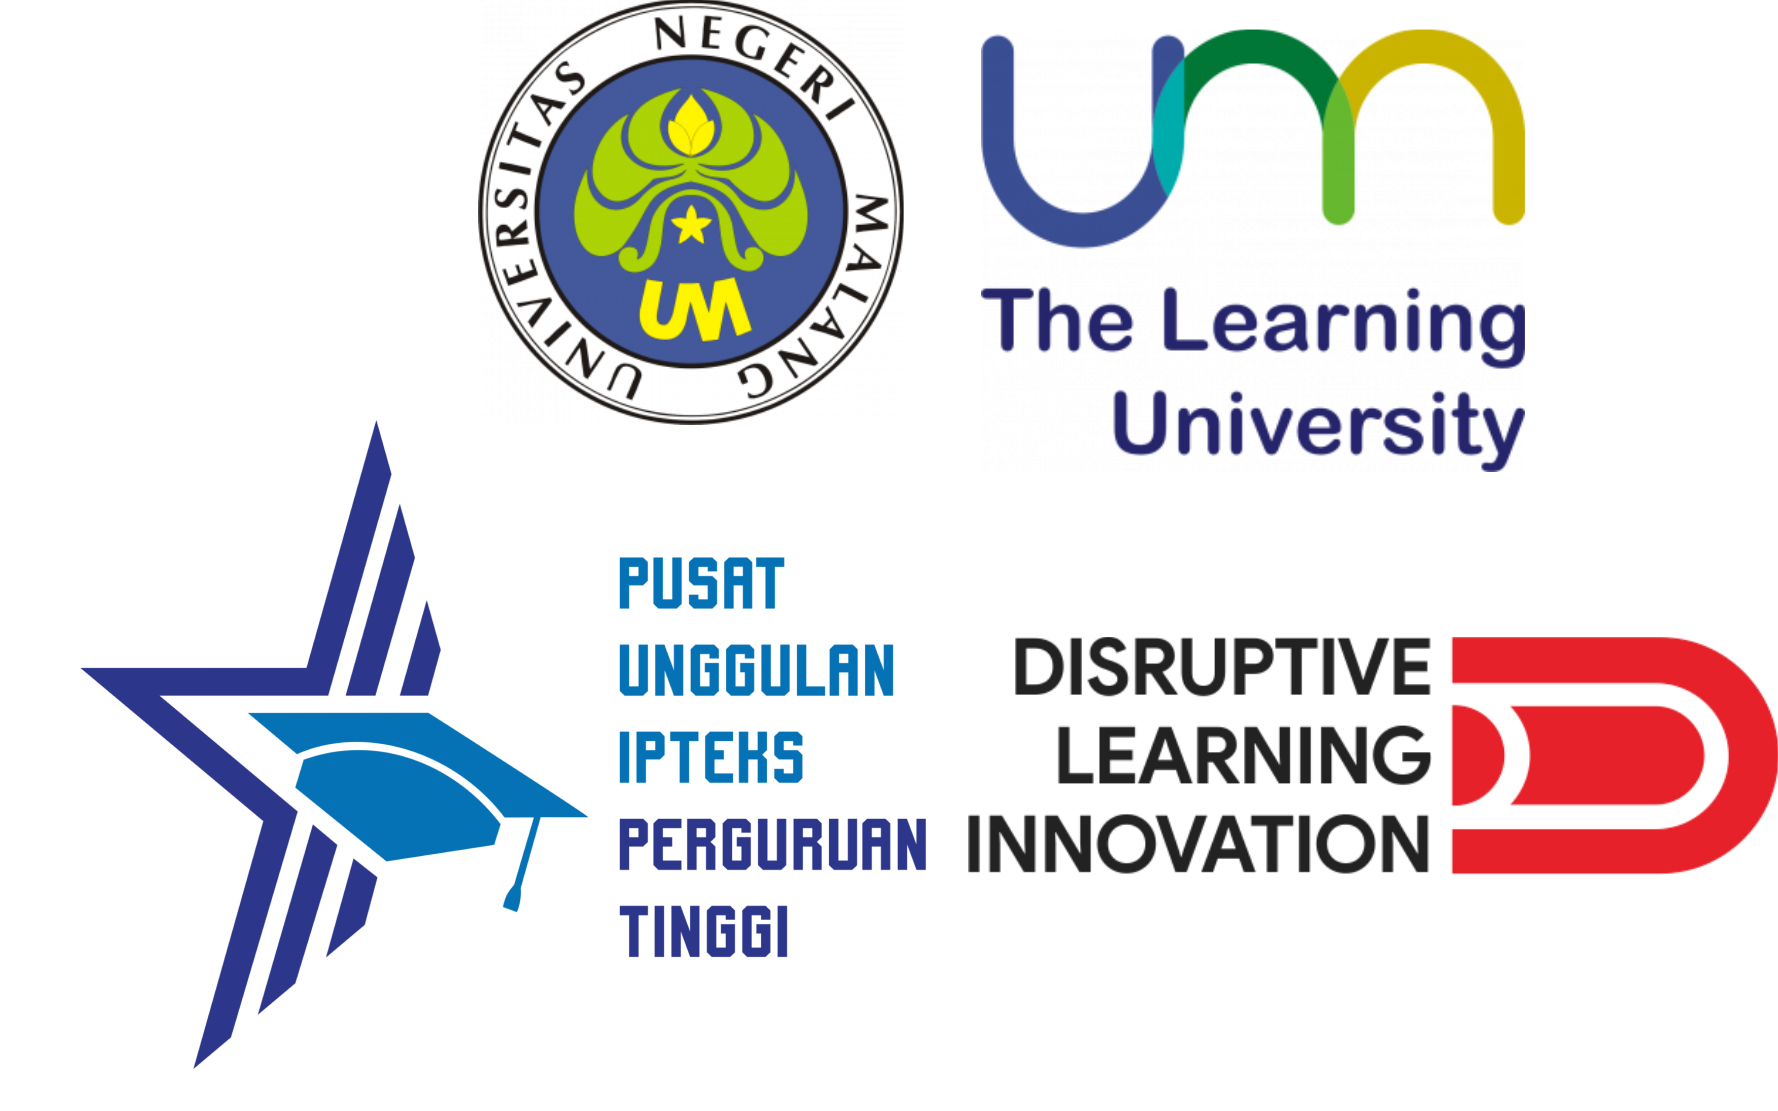 UNIVERSITAS NEGERI MALANG
UM
um
The Learning
University
PUSAT
UNGGULAN
IPTEKS
PERGURUAN
TINGGI
DISRUPTIVE
LEARNING
INNOVATION